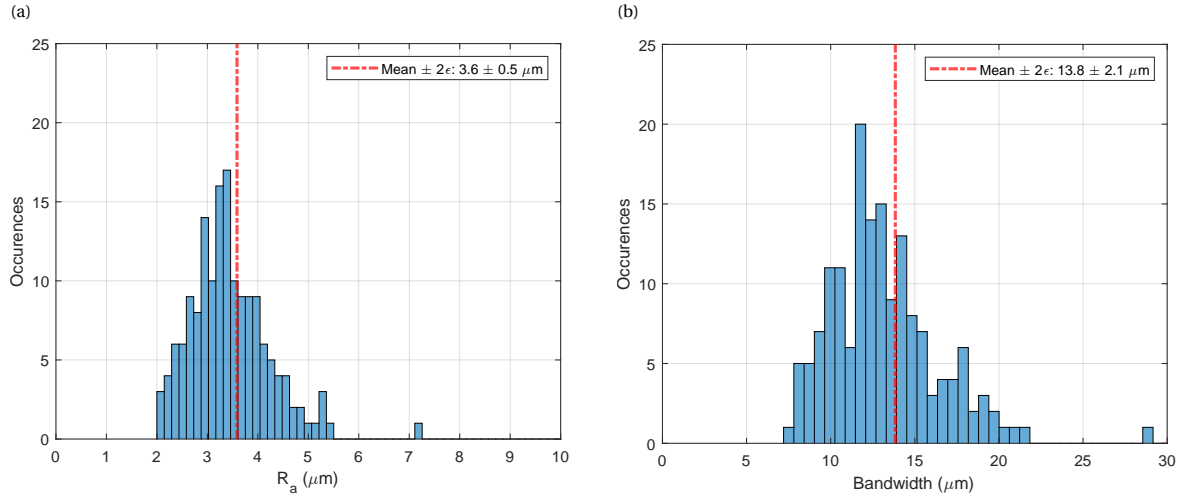 (a)
25
20
15
10
5
0
Occurences
Mean ± 2ϵ: 3.6 ± 0.5 μm
0 1 2 3 4 5 6 7 8 9 10
R_a (μm)
(b)
25
20
15
10
5
0
Occurences
Mean ± 2ϵ: 13.8 ± 2.1 μm
0 5 10 15 20 25 30
Bandwidth (μm)